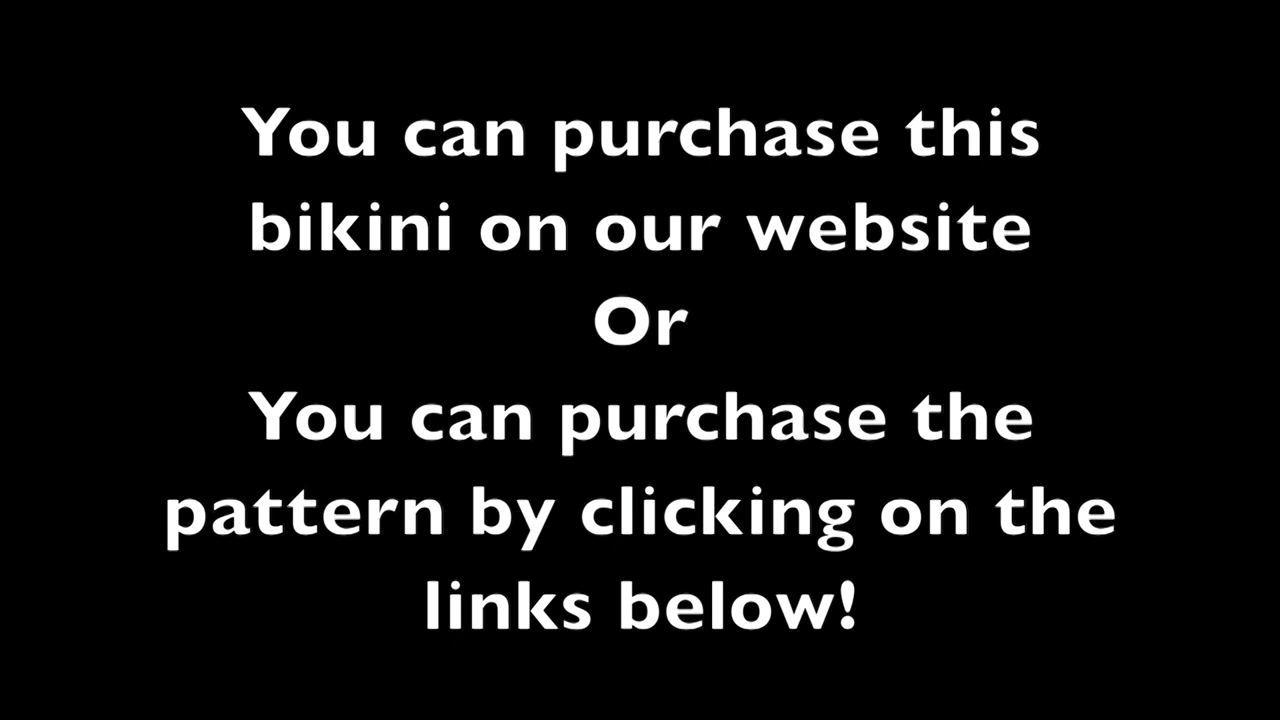 You can purchase this
bikini on our website
Or
You can purchase the
pattern by clicking on the
links below!